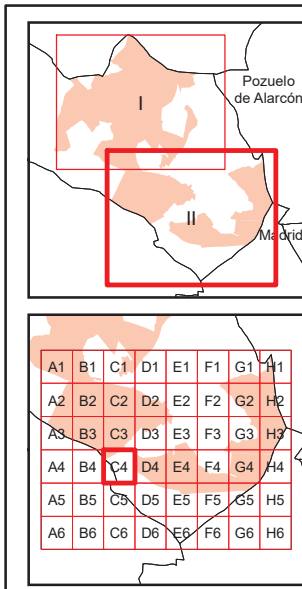 Pozuelo
de Alarcón
I
II
Madrid
A1 B1 C1 D1 E1 F1 G1 H1
A2 B2 C2 D2 E2 F2 G2 H2
A3 B3 C3 D3 E3 F3 G3 H3
A4 B4 C4 D4 E4 F4 G4 H4
A5 B5 C5 D5 E5 F5 G5 H5
A6 B6 C6 D6 E6 F6 G6 H6